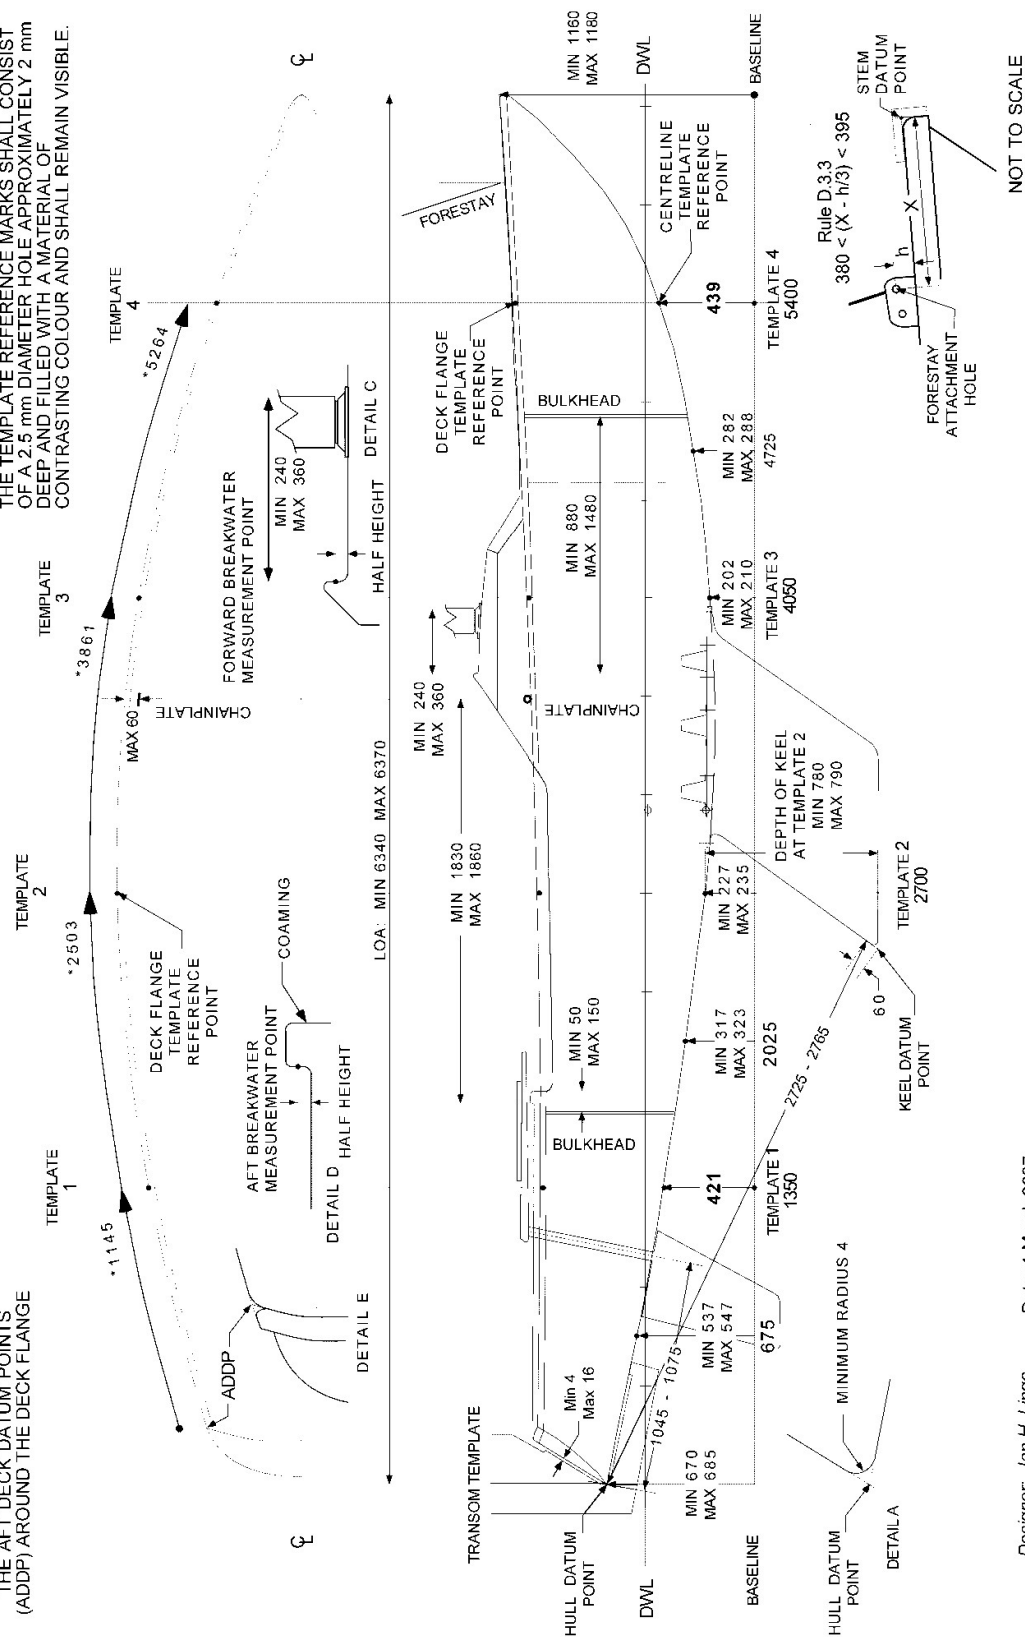 THE AFT DECK DATUM POINTS
(ADDP) AROUND THE DECK FLANGE
THE TEMPLATE REFERENCE MARKS SHALL CONSIST
OF A 2.5 mm DIAMETER HOLE APPROXIMATELY 2 mm
DEEP AND FILLED WITH A MATERIAL OF
CONTRASTING COLOUR AND SHALL REMAIN VISIBLE.
TEMPLATE
1
TEMPLATE
2
TEMPLATE
3
TEMPLATE
4
*1145
*2503
*3861
*5264
MAX 60
CHAINPLATE
DECK FLANGE
TEMPLATE
REFERENCE
POINT
ADDP
DETAIL E
AFT BREAKWATER
MEASUREMENT POINT
COAMING
HALF HEIGHT
DETAIL D
FORWARD BREAKWATER
MEASUREMENT POINT
MIN 240
MAX 360
HALF HEIGHT
DETAIL C
℄
℄
LOA. MIN 6340 MAX 6370
TRANSOM TEMPLATE
MIN 1830
MAX 1860
MIN 240
MAX 360
DECK FLANGE
TEMPLATE
REFERENCE
POINT
FORESTAY
MIN 1160
MAX 1180
Min 4
Max 16
BULKHEAD
MIN 50
MAX 150
CHAINPLATE
MIN 880
MAX 1480
BULKHEAD
HULL DATUM
POINT
DWL
DWL
1045 - 1075
CENTRELINE
TEMPLATE
REFERENCE
POINT
MIN 670
MAX 685
MIN 537
MAX 547
421
MIN 317
MAX 323
MIN 227
MAX 235
MIN 202
MAX 210
MIN 282
MAX 288
439
BASELINE
BASELINE
675
TEMPLATE 1
1350
2025
TEMPLATE 2
2700
TEMPLATE 3
4050
4725
TEMPLATE 4
5400
DEPTH OF KEEL
AT TEMPLATE 2
MIN 780
MAX 790
2725 - 2765
60
KEEL DATUM
POINT
HULL DATUM
POINT
MINIMUM RADIUS 4
DETAIL A
Rule D.3.3
380 < (X - h/3) < 395
STEM
DATUM
POINT
h
X
FORESTAY
ATTACHMENT
HOLE
NOT TO SCALE